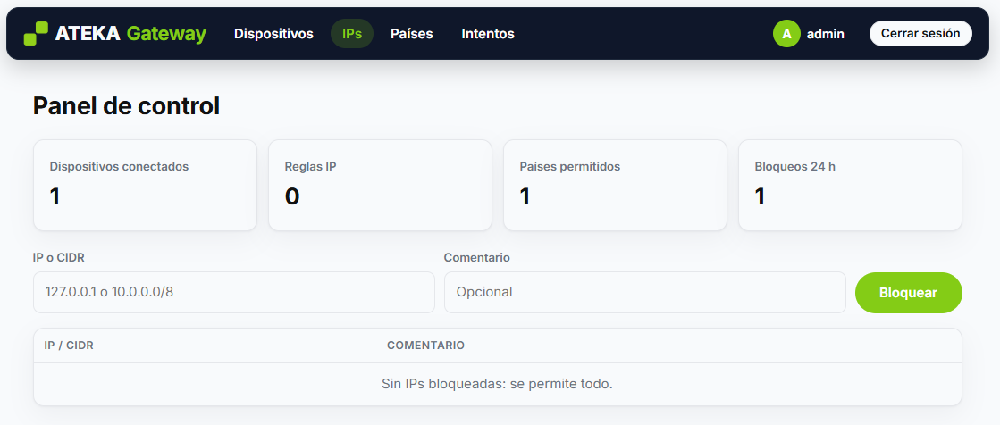 ATEKA Gateway Dispositivos IPs Países Intentos A admin Cerrar sesión
Panel de control
Dispositivos conectados Reglas IP Países permitidos Bloqueos 24 h
1 0 1 1
IP o CIDR Comentario
127.0.0.1 o 10.0.0.0/8 Opcional Bloquear
IP / CIDR COMENTARIO
Sin IPs bloqueadas: se permite todo.